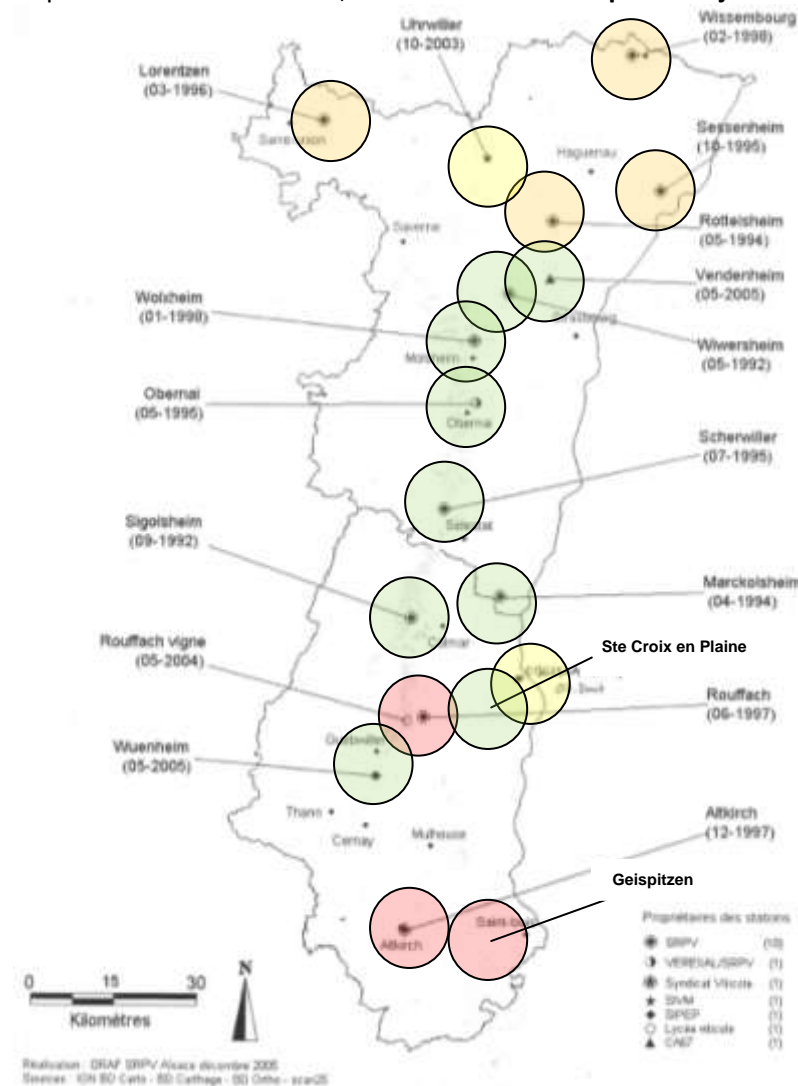 Wissembourg
(02-1998)
Uhrwiller
(10-2003)
Lorentzen
(03-1996)
Sessenheim
(10-1995)
Haguenau
Rottelsheim
(05-1994)
Saverne
Vendenheim
(05-2005)
Wolxheim
(01-1998)
Strasbourg
Wiwersheim
(05-1992)
Molsheim
Obernai
(05-1995)
Obernai
Scherwiller
(07-1995)
Sigolsheim
(09-1992)
Sélestat
Marckolsheim
(04-1994)
Rouffach vigne
(05-2004)
Colmar
Ste Croix en Plaine
Rouffach
(06-1997)
Wuenheim
(05-2005)
Guebwiller
Thann
Cernay
Mulhouse
Altkirch
(12-1997)
Geispitzen
Altkirch
Propriétaires des stations
SRPV (10)
VEREXAL/SRPV (1)
Syndicat Viticole (1)
SIVM (1)
SIPEP (1)
Lycée viticole (1)
CA67 (1)
0 15 30
Kilomètres
N
Réalisation : DRAF SRPV Alsace décembre 2005
Sources : IGN BD Carto - BD Carthage - BD Ortho - scan25